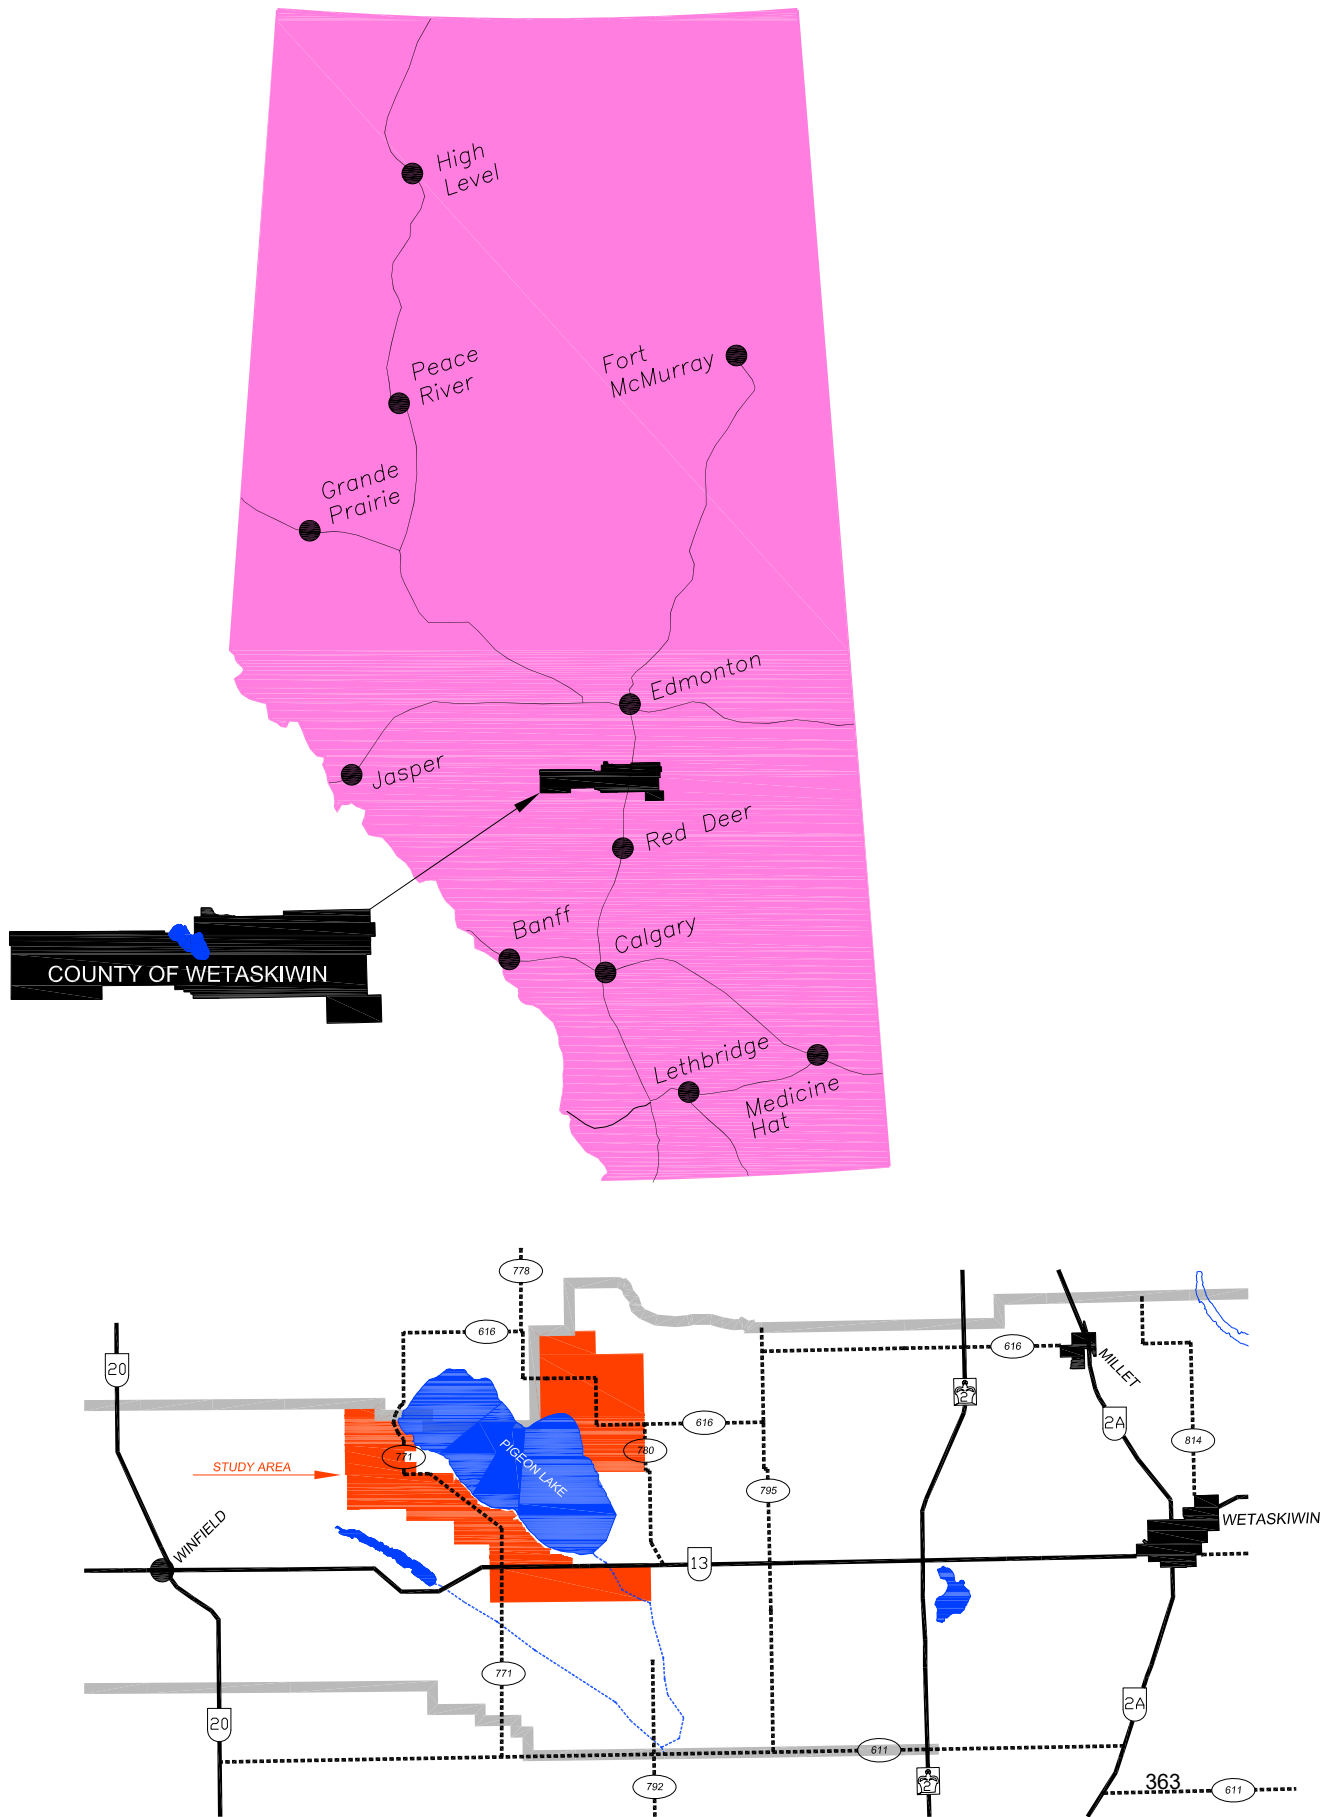 High
Level
Peace
River
Fort
McMurray
Grande
Prairie
Edmonton
Jasper
Red Deer
Banff
Calgary
COUNTY OF WETASKIWIN
Lethbridge
Medicine
Hat
778
616
616
20
MILLET
2
2A
616
814
771
PIGEON LAKE
780
STUDY AREA
795
WETASKIWIN
WINFIELD
13
771
2A
20
611
2
363
792
611